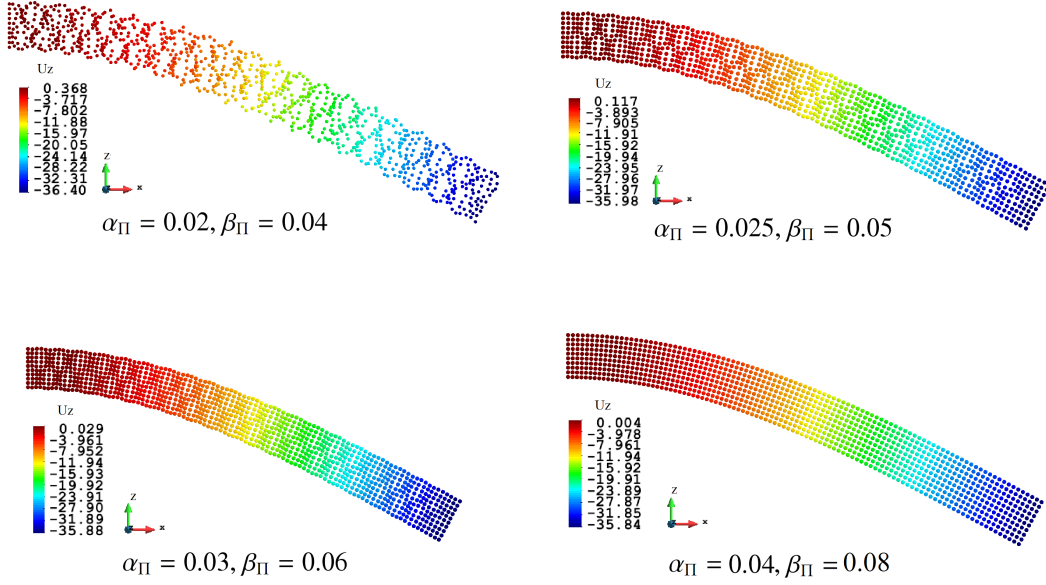 Uz
0.368
-3.717
-7.802
-11.88
-15.97
-20.05
-24.14
-28.22
-32.31
-36.40
z
x
α_Π = 0.02, β_Π = 0.04
Uz
0.117
-3.893
-7.905
-11.91
-15.92
-19.94
-23.95
-27.96
-31.97
-35.98
z
x
α_Π = 0.025, β_Π = 0.05
Uz
0.029
-3.961
-7.952
-11.94
-15.93
-19.92
-23.91
-27.90
-31.89
-35.88
z
x
α_Π = 0.03, β_Π = 0.06
Uz
0.004
-3.978
-7.961
-11.94
-15.92
-19.91
-23.89
-27.87
-31.85
-35.84
z
x
α_Π = 0.04, β_Π = 0.08